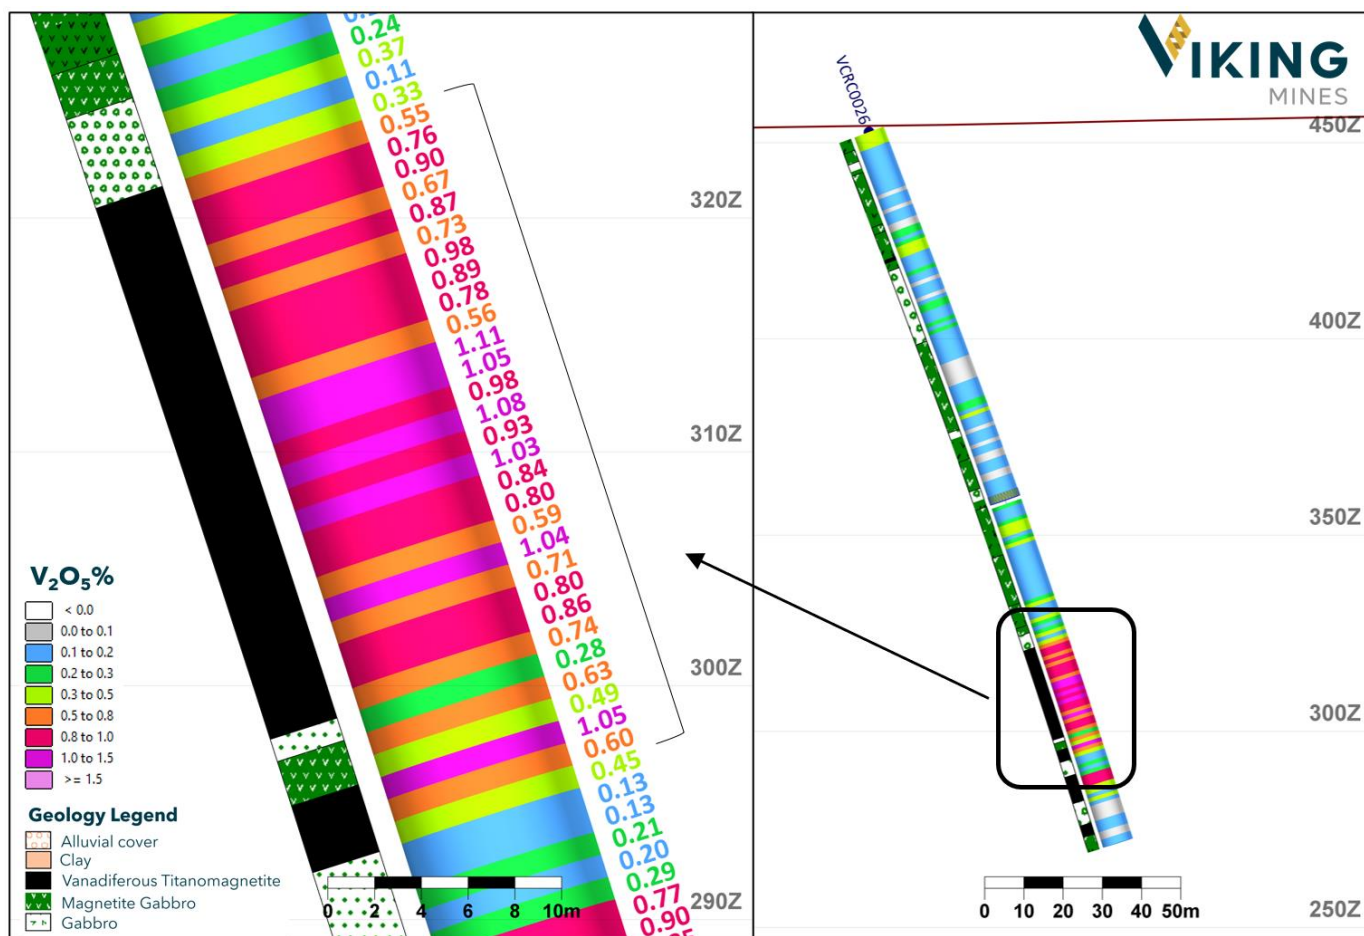 0.24
0.37
0.11
0.33
0.55
0.76
0.90
0.67
0.87
0.73
0.98
0.89
0.78
0.56
1.11
1.05
0.98
1.08
0.93
1.03
0.84
0.80
0.59
1.04
0.71
0.80
0.86
0.74
0.28
0.63
0.49
1.05
0.60
0.45
0.13
0.13
0.21
0.20
0.29
0.77
0.90
320Z
310Z
300Z
290Z
V₂O₅%
< 0.0
0.0 to 0.1
0.1 to 0.2
0.2 to 0.3
0.3 to 0.5
0.5 to 0.8
0.8 to 1.0
1.0 to 1.5
>= 1.5
Geology Legend
Alluvial cover
Clay
Vanadiferous Titanomagnetite
Magnetite Gabbro
Gabbro
0 2 4 6 8 10m
VIKING
MINES
VCRC0026
450Z
400Z
350Z
300Z
250Z
0 10 20 30 40 50m